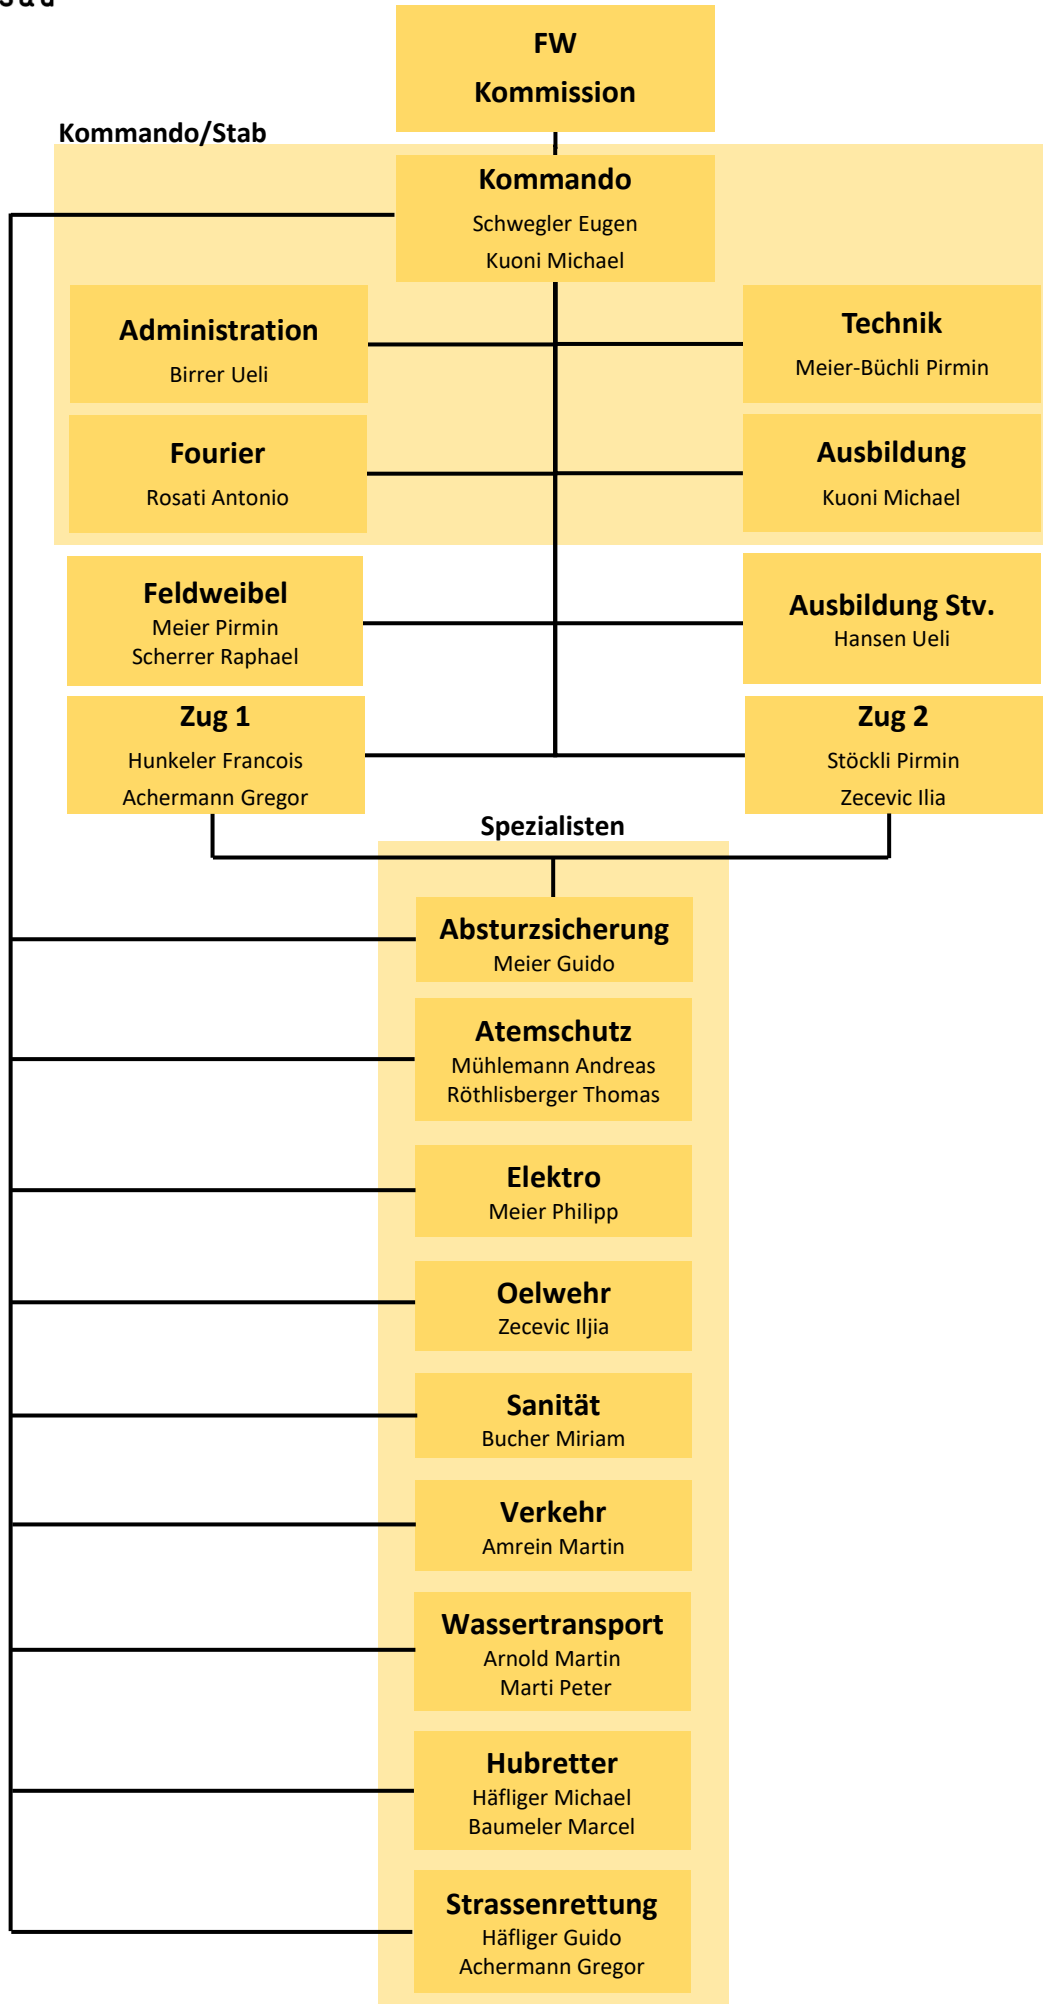 FW
Kommission
Kommando/Stab
Kommando
Schwegler Eugen
Kuoni Michael
Administration
Birrer Ueli
Technik
Meier-Büchli Pirmin
Fourier
Rosati Antonio
Ausbildung
Kuoni Michael
Feldweibel
Meier Pirmin
Scherrer Raphael
Ausbildung Stv.
Hansen Ueli
Zug 1
Hunkeler Francois
Achermann Gregor
Zug 2
Stöckli Pirmin
Zecevic Ilia
Spezialisten
Absturzsicherung
Meier Guido
Atemschutz
Mühlemann Andreas
Röthlisberger Thomas
Elektro
Meier Philipp
Oelwehr
Zecevic Iljia
Sanität
Bucher Miriam
Verkehr
Amrein Martin
Wassertransport
Arnold Martin
Marti Peter
Hubretter
Häfliger Michael
Baumeler Marcel
Strassenrettung
Häfliger Guido
Achermann Gregor